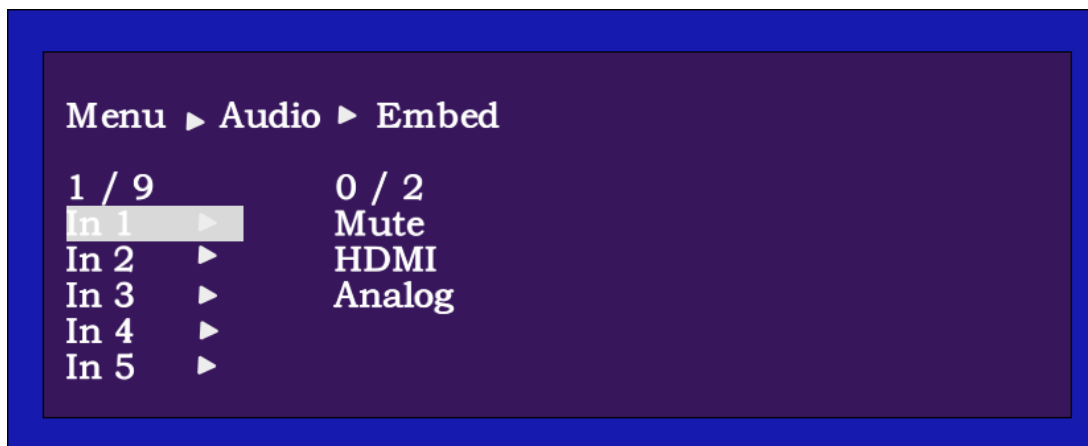 Menu ▶ Audio ▶ Embed
1 / 9 0 / 2
In 1 ▶ Mute
In 2 ▶ HDMI
In 3 ▶ Analog
In 4 ▶
In 5 ▶